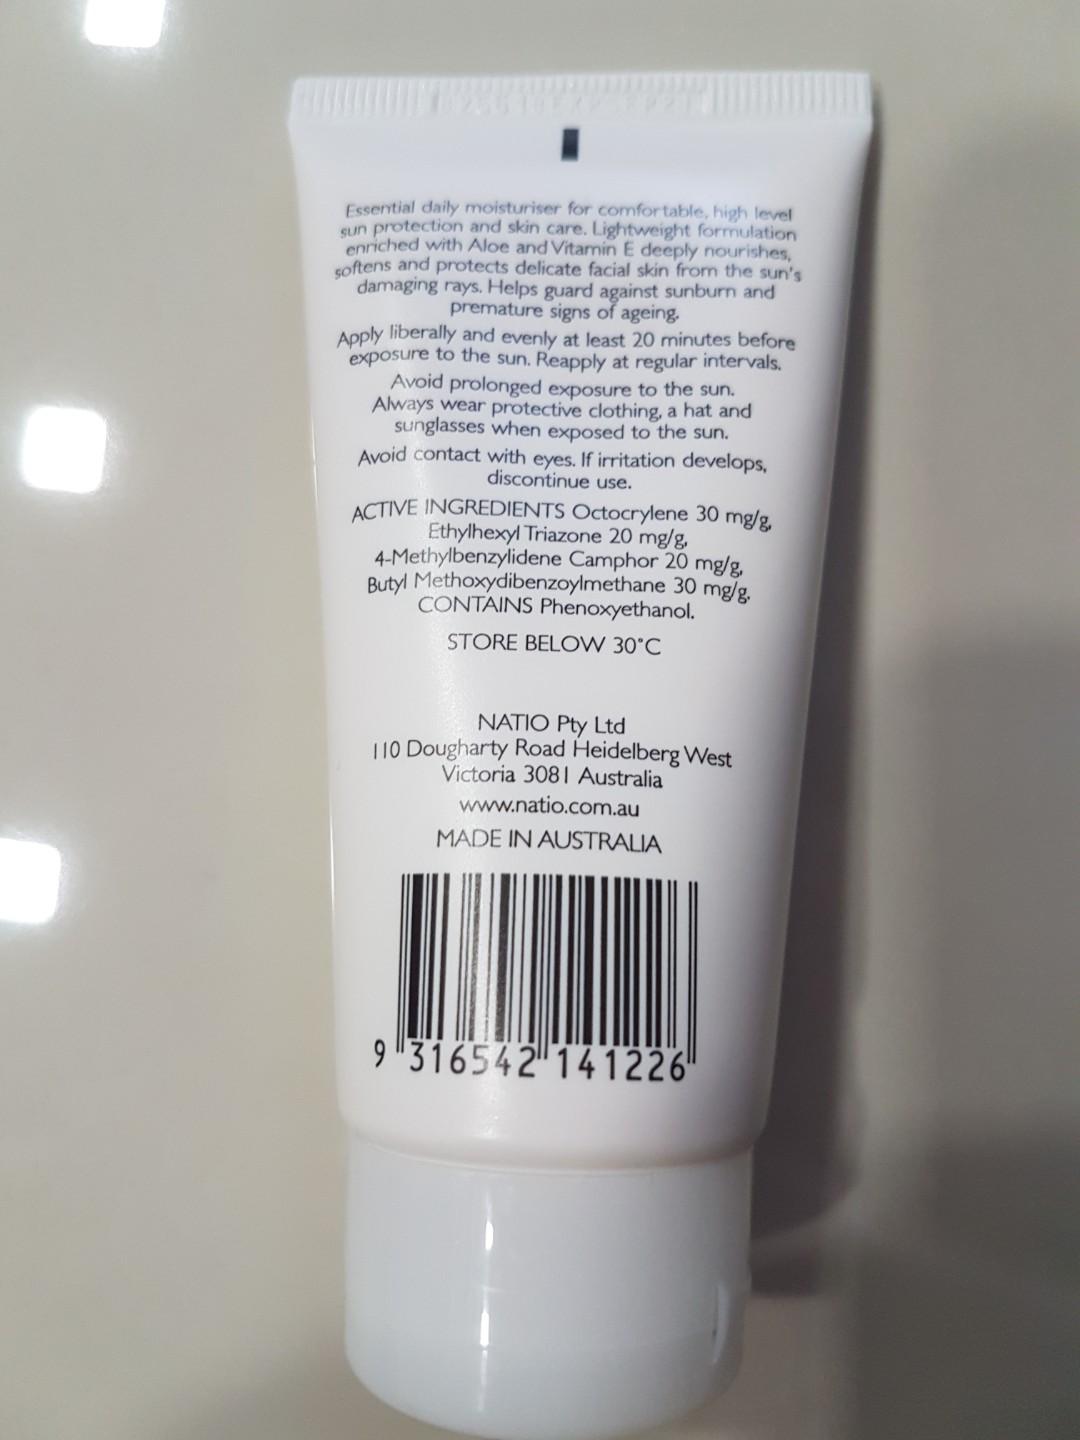 Essential daily moisturiser for comfortable, high level
sun protection and skin care. Lightweight formulation
enriched with Aloe and Vitamin E deeply nourishes,
softens and protects delicate facial skin from the sun's
damaging rays. Helps guard against sunburn and
premature signs of ageing.
Apply liberally and evenly at least 20 minutes before
exposure to the sun. Reapply at regular intervals.
Avoid prolonged exposure to the sun.
Always wear protective clothing, a hat and
sunglasses when exposed to the sun.
Avoid contact with eyes. If irritation develops,
discontinue use.
ACTIVE INGREDIENTS Octocrylene 30 mg/g,
Ethylhexyl Triazone 20 mg/g,
4-Methylbenzylidene Camphor 20 mg/g,
Butyl Methoxydibenzoylmethane 30 mg/g.
CONTAINS Phenoxyethanol.
STORE BELOW 30°C
NATIO Pty Ltd
110 Dougharty Road Heidelberg West
Victoria 3081 Australia
www.natio.com.au
MADE IN AUSTRALIA
9 316542 141226